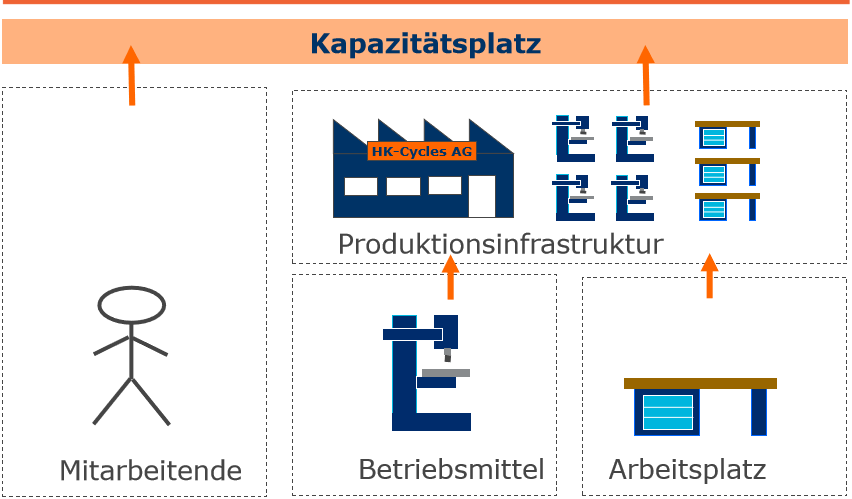 Kapazitätsplatz
HK-Cycles AG
Produktionsinfrastruktur
Mitarbeitende
Betriebsmittel
Arbeitsplatz